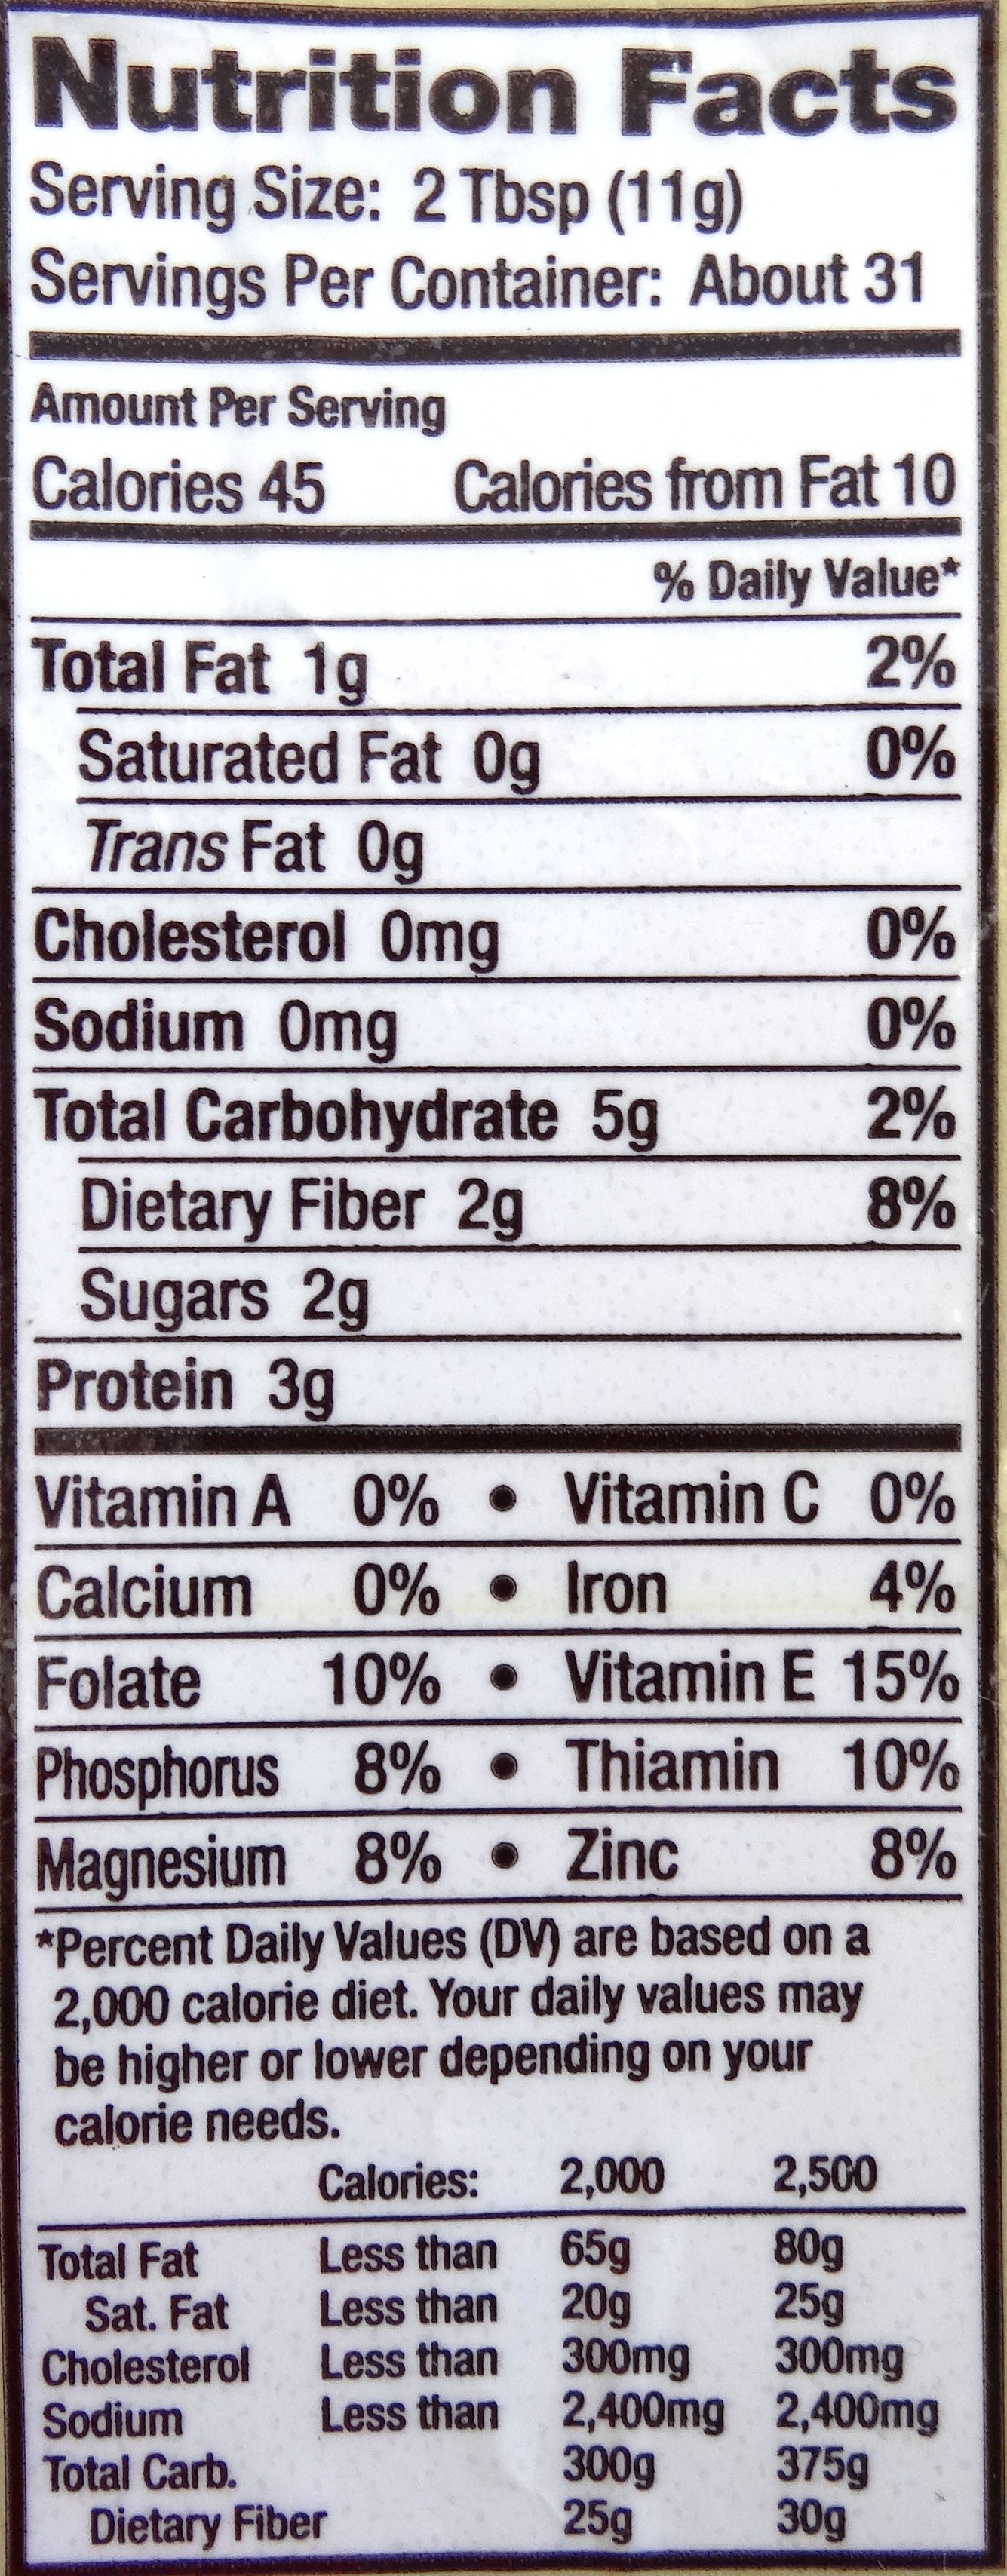 Nutrition Facts
Serving Size: 2 Tbsp (11g)
Servings Per Container: About 31
Amount Per Serving
Calories 45 Calories from Fat 10
% Daily Value*
Total Fat 1g 2%
Saturated Fat 0g 0%
Trans Fat 0g
Cholesterol 0mg 0%
Sodium 0mg 0%
Total Carbohydrate 5g 2%
Dietary Fiber 2g 8%
Sugars 2g
Protein 3g
Vitamin A 0% • Vitamin C 0%
Calcium 0% • Iron 4%
Folate 10% • Vitamin E 15%
Phosphorus 8% • Thiamin 10%
Magnesium 8% • Zinc 8%
*Percent Daily Values (DV) are based on a
2,000 calorie diet. Your daily values may
be higher or lower depending on your
calorie needs.
Calories: 2,000 2,500
Total Fat Less than 65g 80g
Sat. Fat Less than 20g 25g
Cholesterol Less than 300mg 300mg
Sodium Less than 2,400mg 2,400mg
Total Carb. 300g 375g
Dietary Fiber 25g 30g